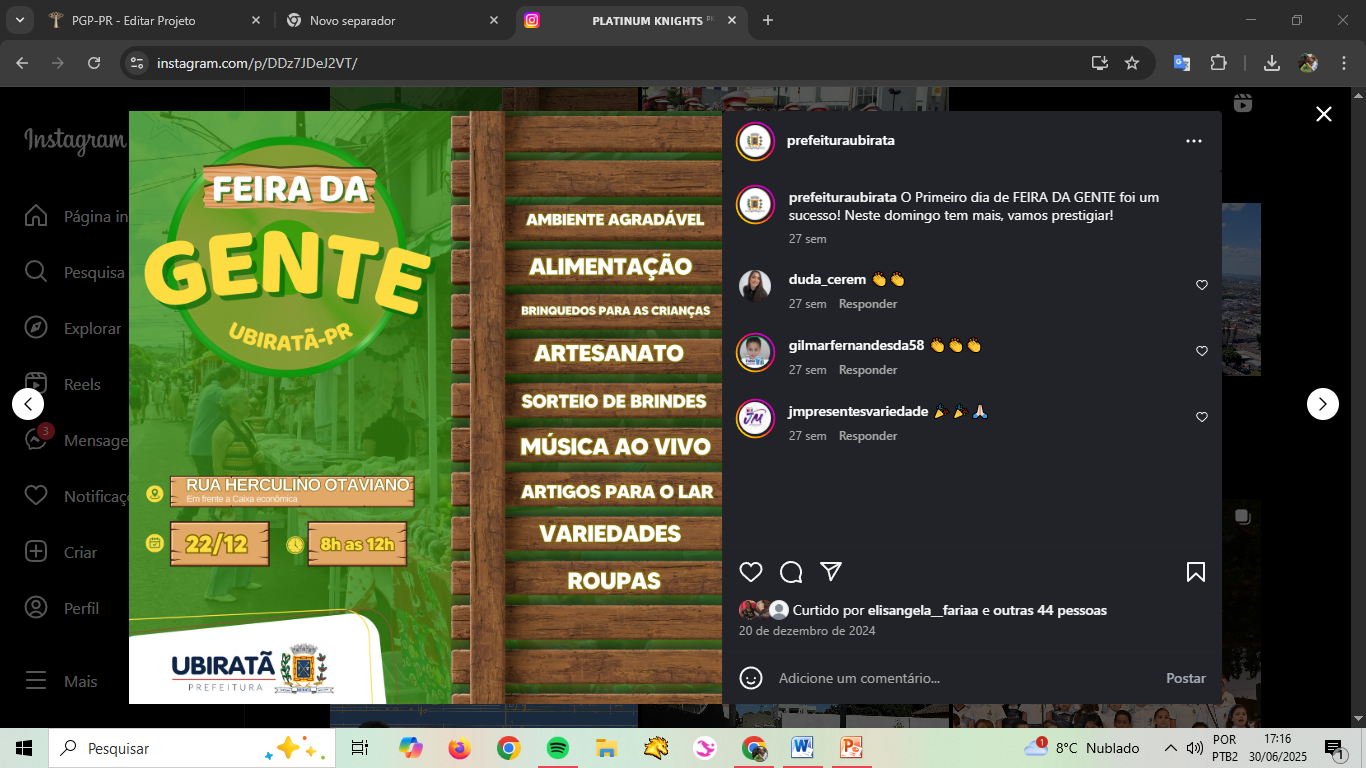 PGP-PR - Editar Projeto
Novo separador
PLATINUM KNIGHTS
instagram.com/p/DDz7JDeJ2VT/
Instagram
Página in
Pesquisa
Explorar
Reels
3
Mensage
Notificaç
Criar
Perfil
Mais
FEIRA DA
GENTE
UBIRATÃ-PR
RUA HERCULINO OTAVIANO
Em frente a Caixa econômica
22/12
8h as 12h
UBIRATÃ
PREFEITURA
AMBIENTE AGRADÁVEL
ALIMENTAÇÃO
BRINQUEDOS PARA AS CRIANÇAS
ARTESANATO
SORTEIO DE BRINDES
MÚSICA AO VIVO
ARTIGOS PARA O LAR
VARIEDADES
ROUPAS
prefeituraubirata
prefeituraubirata O Primeiro dia de FEIRA DA GENTE foi um
sucesso! Neste domingo tem mais, vamos prestigiar!
27 sem
duda_cerem 👏👏
27 sem Responder
gilmarfernandesda58 👏👏👏
27 sem Responder
jmpresentesvariedade 🎉🎉🙏🏻
27 sem Responder
Curtido por elisangela__fariaa e outras 44 pessoas
20 de dezembro de 2024
Adicione um comentário...
Postar
Pesquisar
1
8°C Nublado
POR
PTB2
17:16
30/06/2025
1